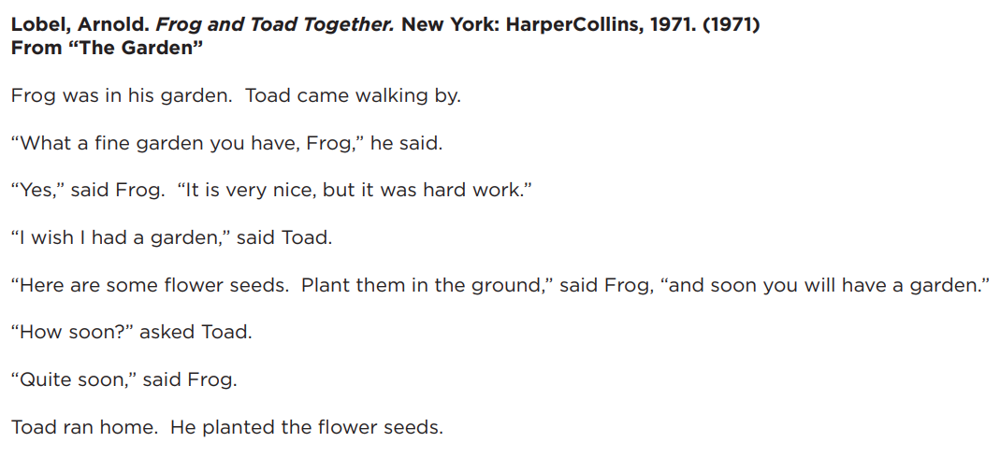 Lobel, Arnold. Frog and Toad Together. New York: HarperCollins, 1971. (1971)
From “The Garden”
Frog was in his garden.  Toad came walking by.
“What a fine garden you have, Frog,” he said.
“Yes,” said Frog.  “It is very nice, but it was hard work.”
“I wish I had a garden,” said Toad.
“Here are some flower seeds.  Plant them in the ground,” said Frog, “and soon you will have a garden.”
“How soon?” asked Toad.
“Quite soon,” said Frog.
Toad ran home.  He planted the flower seeds.